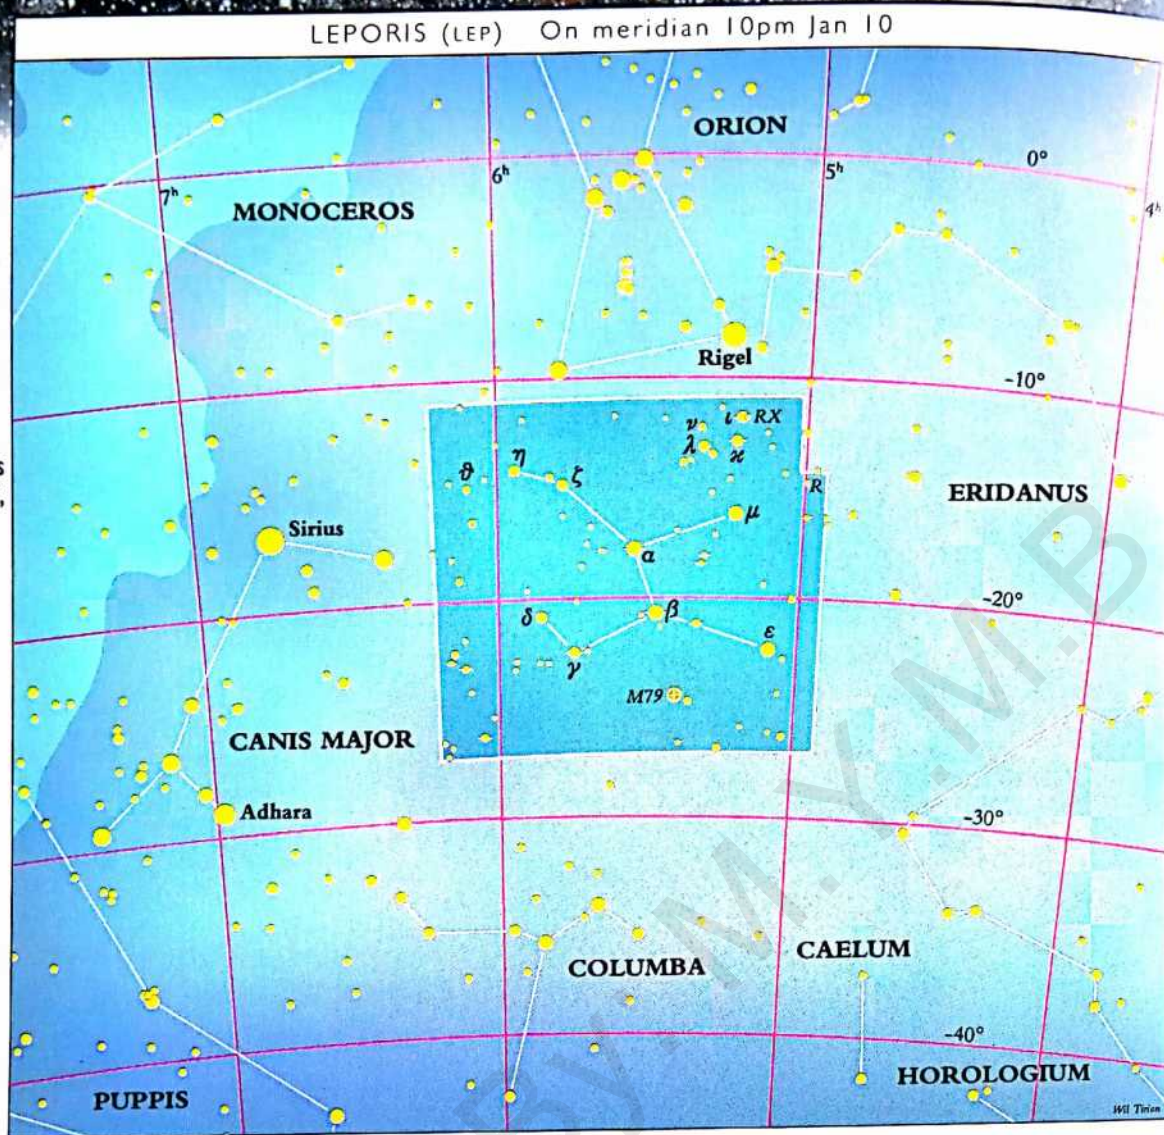 LEPORIS (LEP) On meridian 10pm Jan 10
ORION
0°
7ʰ
6ʰ
5ʰ
4ʰ
MONOCEROS
Rigel
-10°
ν ι RX
λ ϰ
η
ϑ ζ
R
ERIDANUS
s
,
Sirius
μ
α
-20°
δ β
ε
γ
M79
CANIS MAJOR
Adhara
-30°
CAELUM
COLUMBA
-40°
HOROLOGIUM
PUPPIS
Wil Tirion
By M.Y.M.B